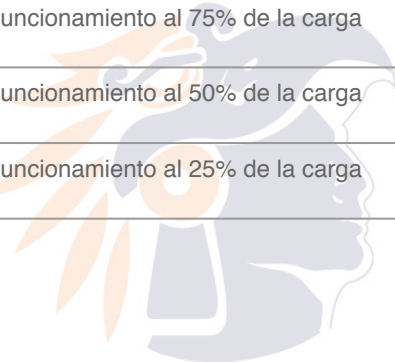 uncionamiento al 75% de la carga
uncionamiento al 50% de la carga
uncionamiento al 25% de la carga